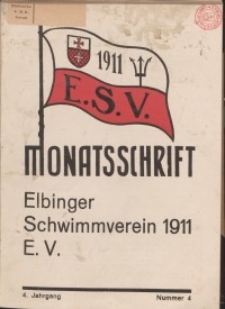 1911
E.S.V.
MONATSSCHRIFT
Elbinger
Schwimmverein 1911
E. V.
4. Jahrgang Nummer 4